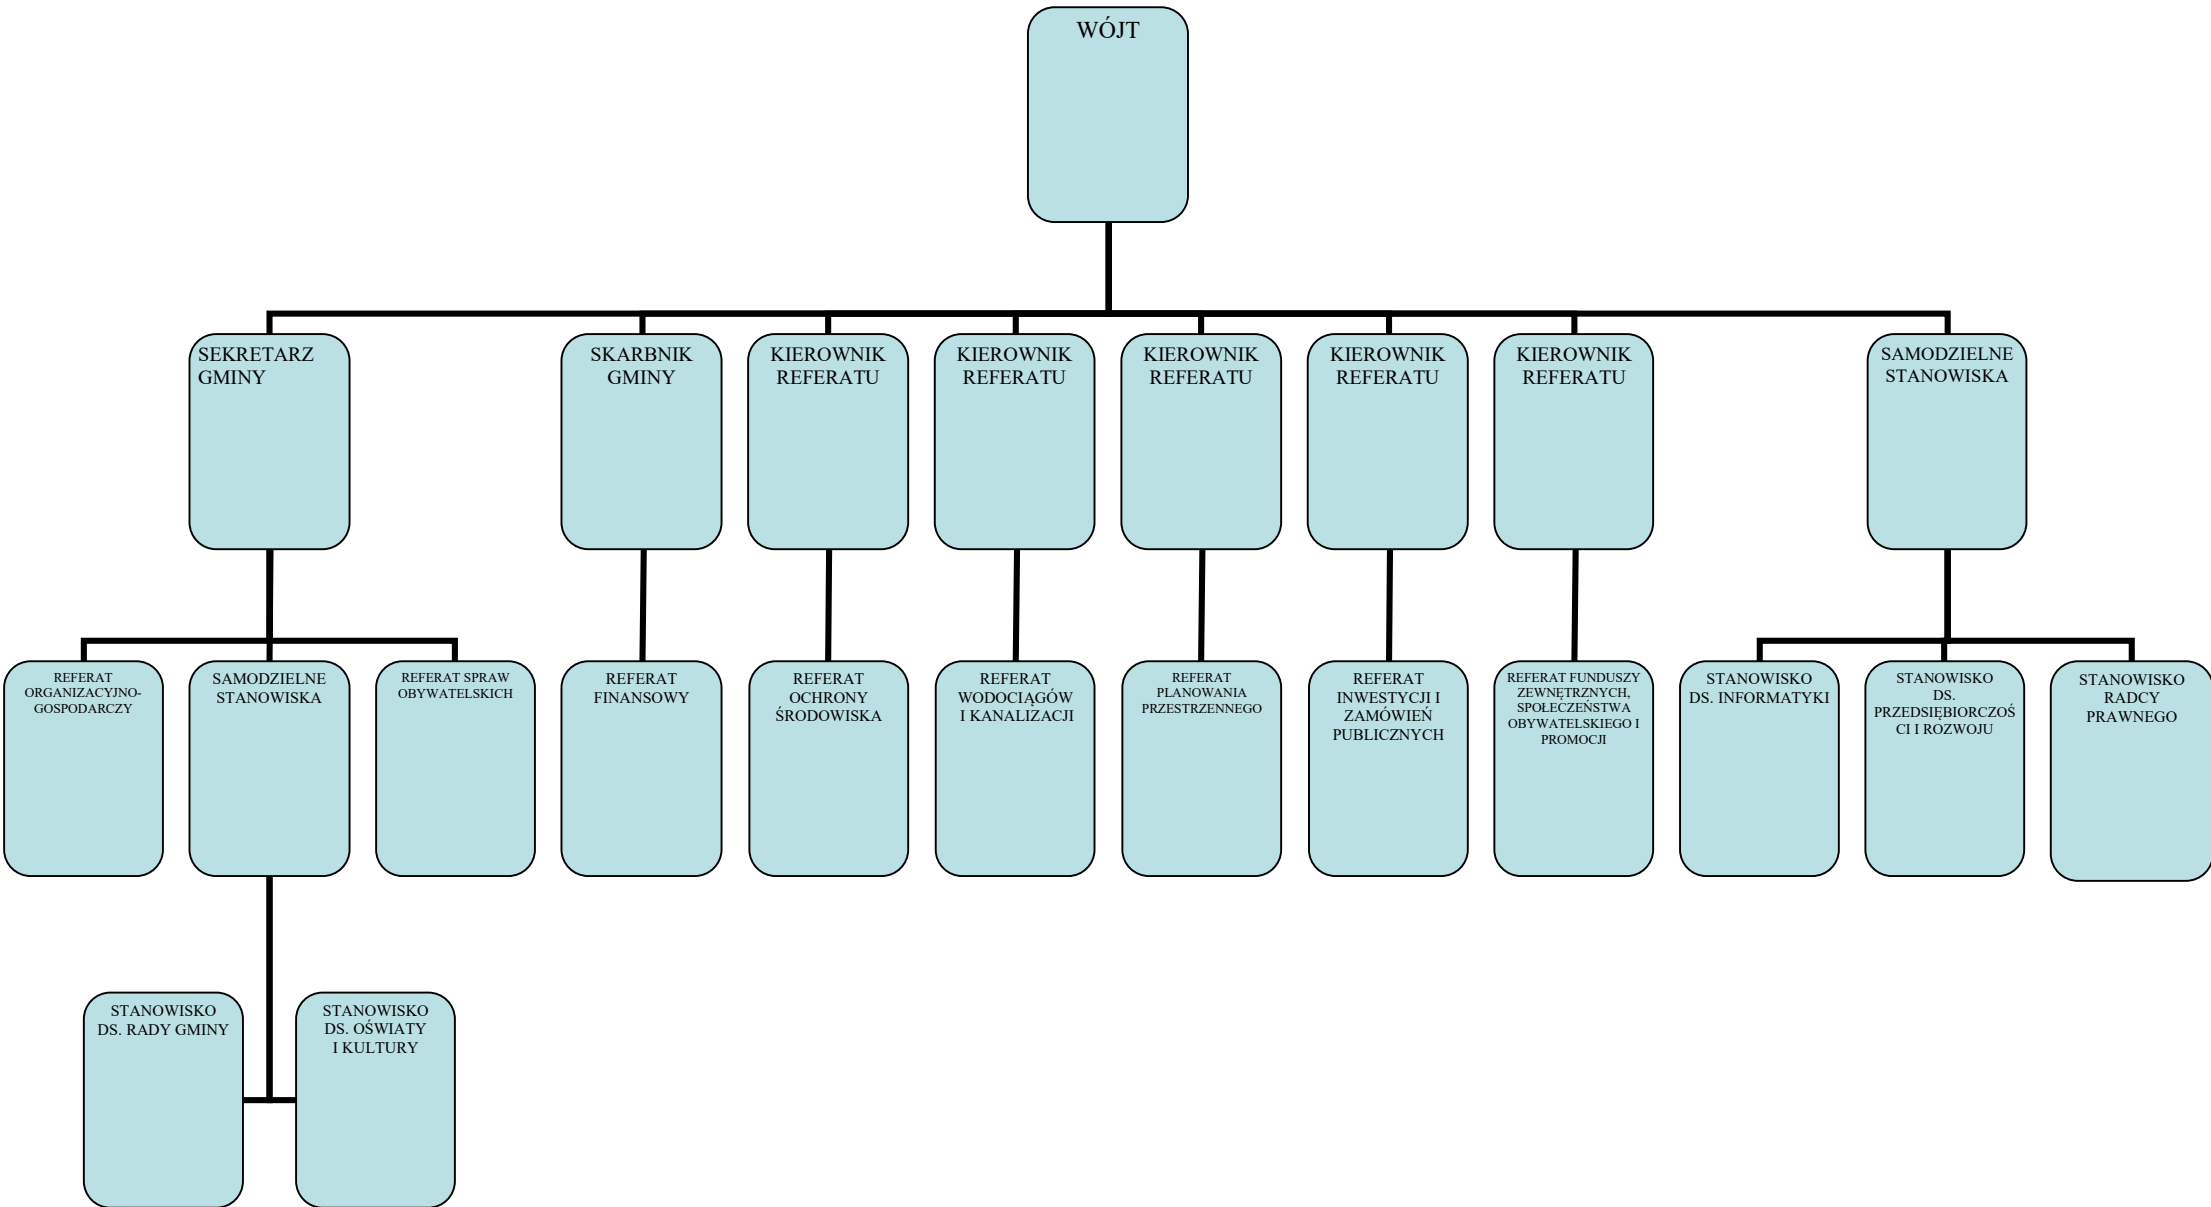 WÓJT
SEKRETARZ
GMINY
SKARBNIK
GMINY
KIEROWNIK
REFERATU
KIEROWNIK
REFERATU
KIEROWNIK
REFERATU
KIEROWNIK
REFERATU
KIEROWNIK
REFERATU
SAMODZIELNE
STANOWISKA
REFERAT
ORGANIZACYJNO-
GOSPODARCZY
SAMODZIELNE
STANOWISKA
REFERAT SPRAW
OBYWATELSKICH
REFERAT
FINANSOWY
REFERAT
OCHRONY
ŚRODOWISKA
REFERAT
WODOCIĄGÓW
I KANALIZACJI
REFERAT
PLANOWANIA
PRZESTRZENNEGO
REFERAT
INWESTYCJI I
ZAMÓWIEŃ
PUBLICZNYCH
REFERAT FUNDUSZY
ZEWNĘTRZNYCH,
SPOŁECZEŃSTWA
OBYWATELSKIEGO I
PROMOCJI
STANOWISKO
DS. INFORMATYKI
STANOWISKO
DS.
PRZEDSIĘBIORCZOŚ
CI I ROZWOJU
STANOWISKO
RADCY
PRAWNEGO
STANOWISKO
DS. RADY GMINY
STANOWISKO
DS. OŚWIATY
I KULTURY